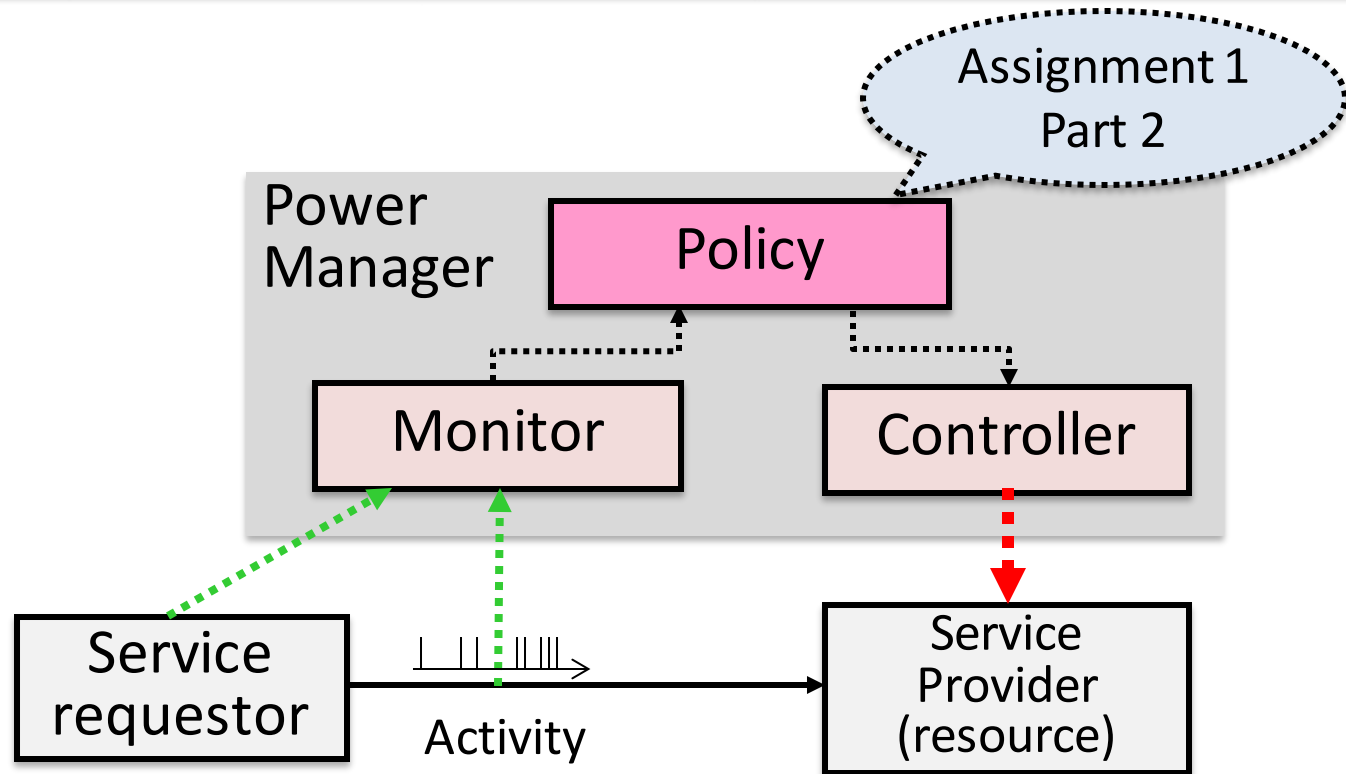 Assignment 1
Part 2
Power
Manager
Policy
Monitor
Controller
Service
requestor
Activity
Service
Provider
(resource)